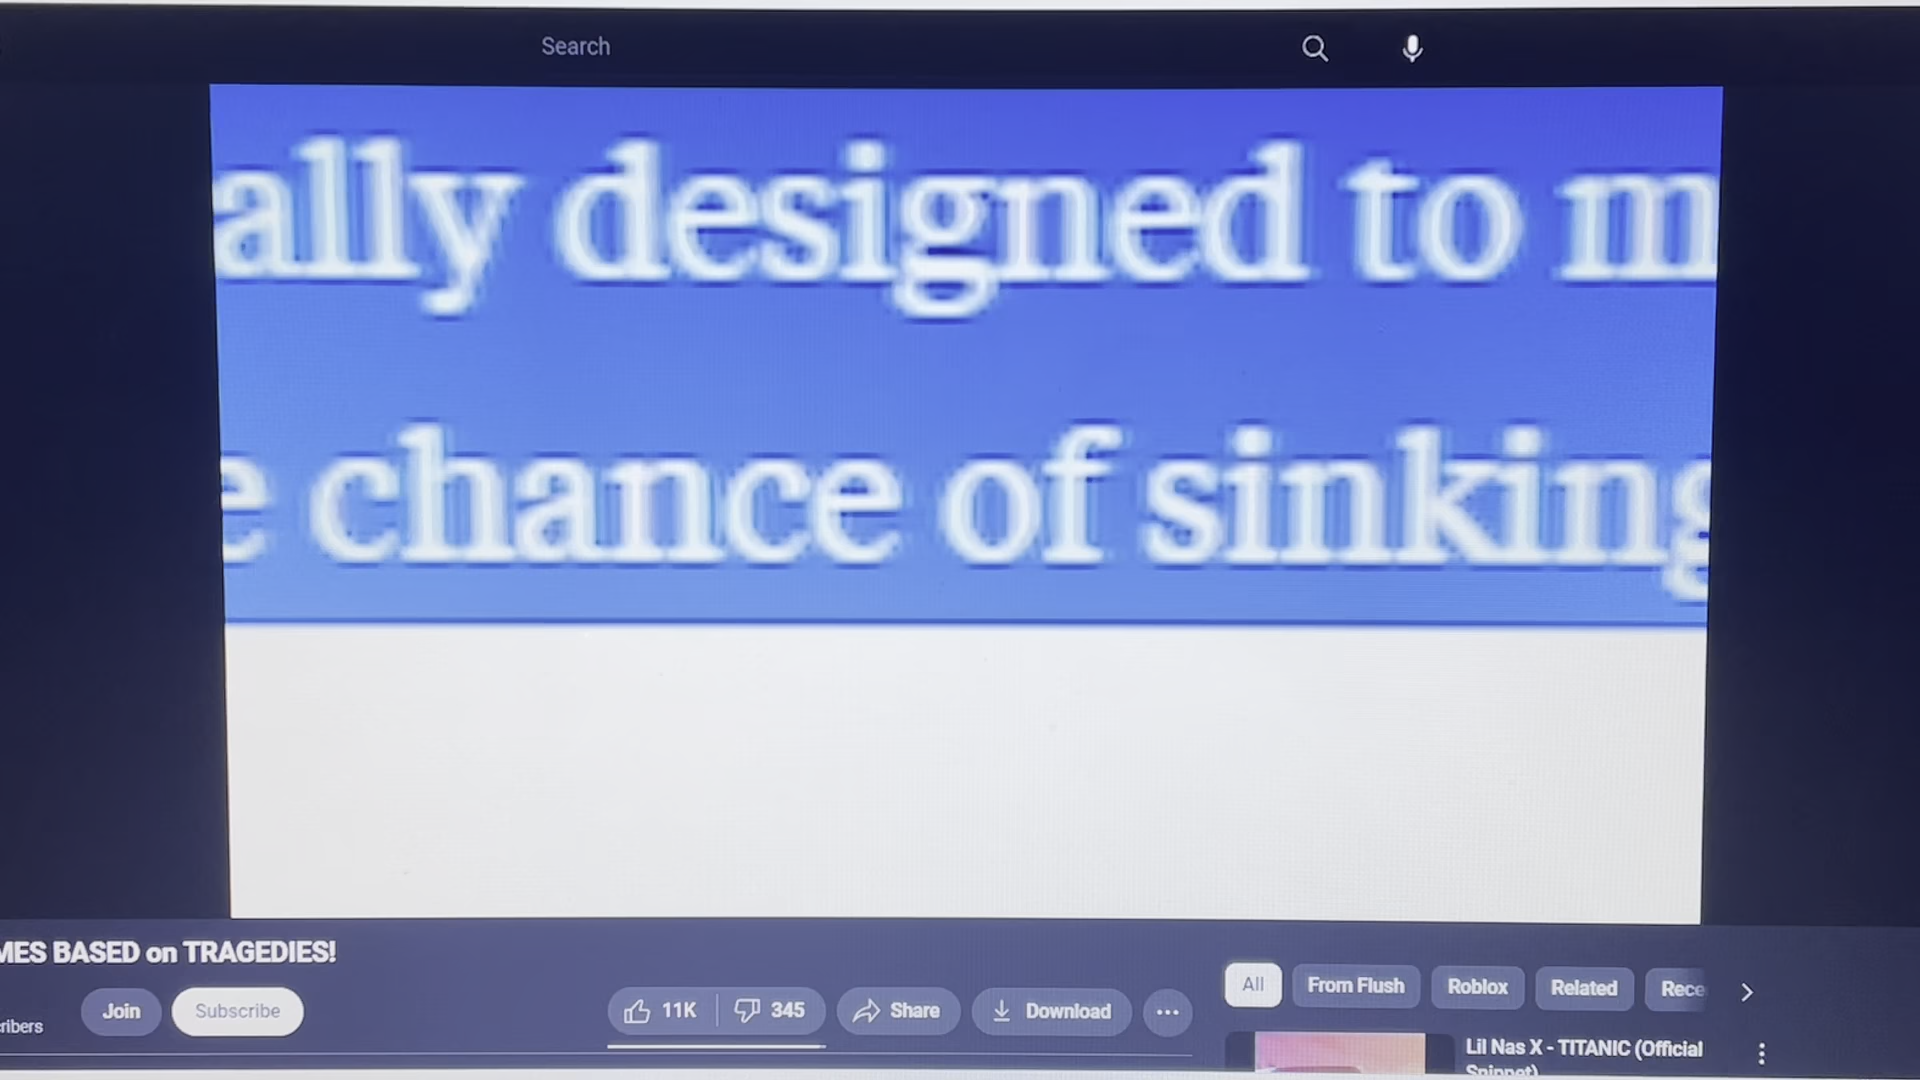 Search
ally designed to m
e chance of sinking
MES BASED on TRAGEDIES!
Join
Subscribe
11K
345
Share
Download
All
From Flush
Roblox
Related
Rece
ribers
Lil Nas X - TITANIC (Official
Snippet)